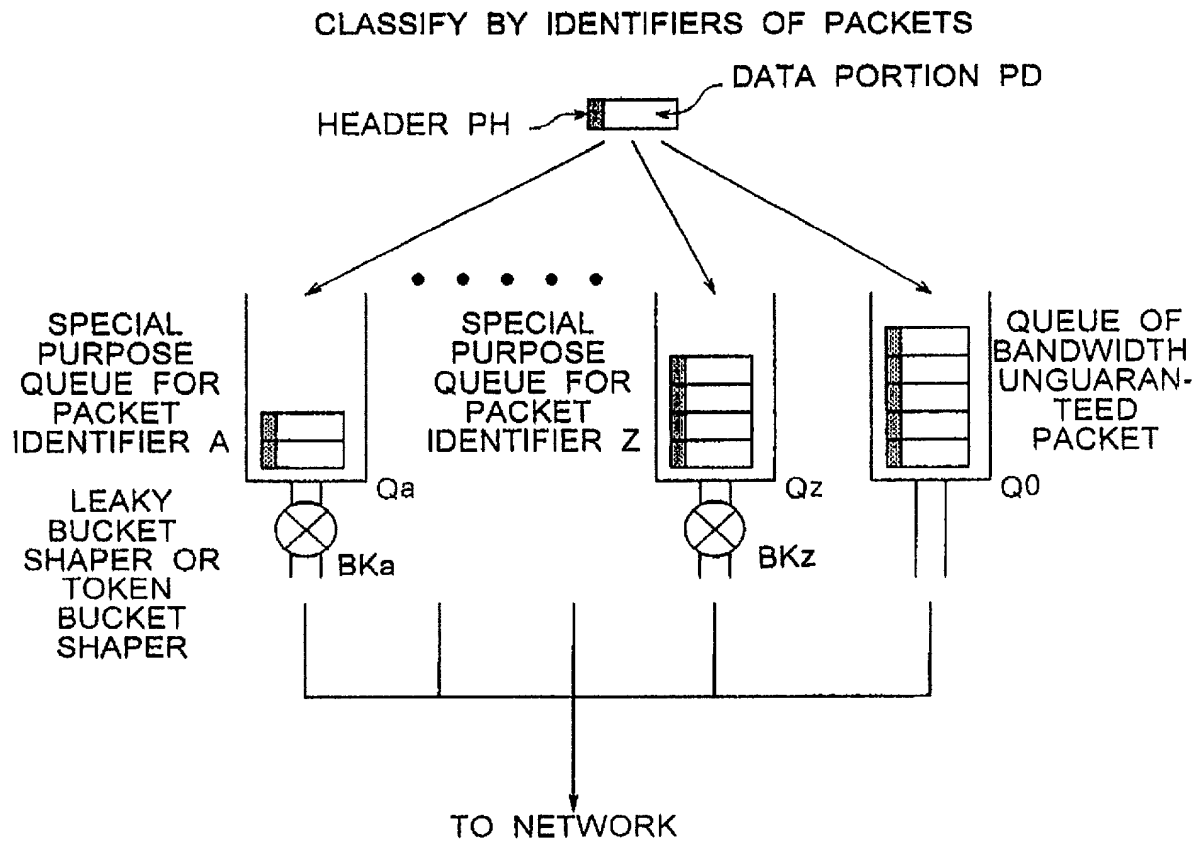 CLASSIFY BY IDENTIFIERS OF PACKETS
DATA PORTION PD
HEADER PH
SPECIAL
PURPOSE
QUEUE FOR
PACKET
IDENTIFIER A
SPECIAL
PURPOSE
QUEUE FOR
PACKET
IDENTIFIER Z
QUEUE OF
BANDWIDTH
UNGUARAN-
TEED
PACKET
Qa
Qz
Q0
LEAKY
BUCKET
SHAPER OR
TOKEN
BUCKET
SHAPER
BKa
BKz
TO NETWORK